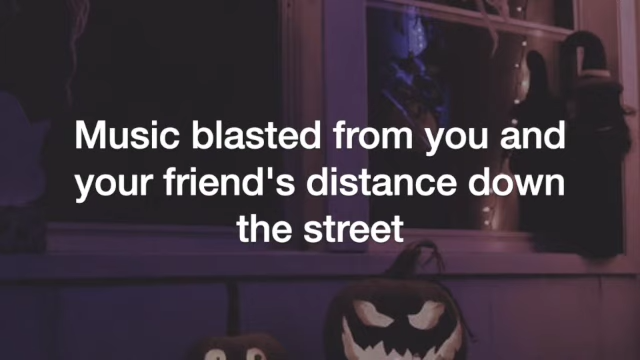 Music blasted from you and
your friend's distance down
the street